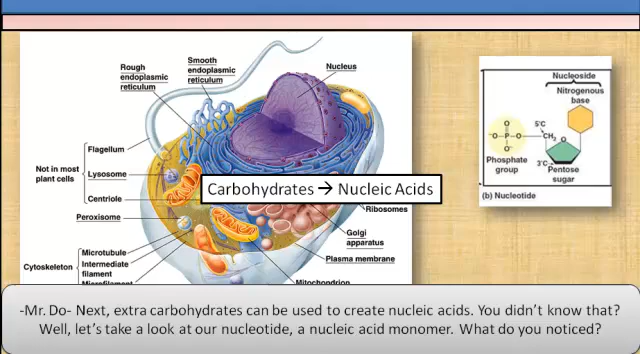 Smooth
endoplasmic
reticulum
Rough
endoplasmic
reticulum
Nucleus
Flagellum
Not in most
plant cells
Lysosome
Centriole
Peroxisome
Microtubule
Cytoskeleton
Intermediate
filament
Microfilament
Carbohydrates → Nucleic Acids
Ribosomes
Golgi
apparatus
Plasma membrane
Mitochondrion
Nucleoside
Nitrogenous
base
O
-O-P-O-CH2
O-
5'C
O
3'C
Phosphate
group
Pentose
sugar
(b) Nucleotide
-Mr. Do- Next, extra carbohydrates can be used to create nucleic acids. You didn't know that?
Well, let's take a look at our nucleotide, a nucleic acid monomer. What do you noticed?